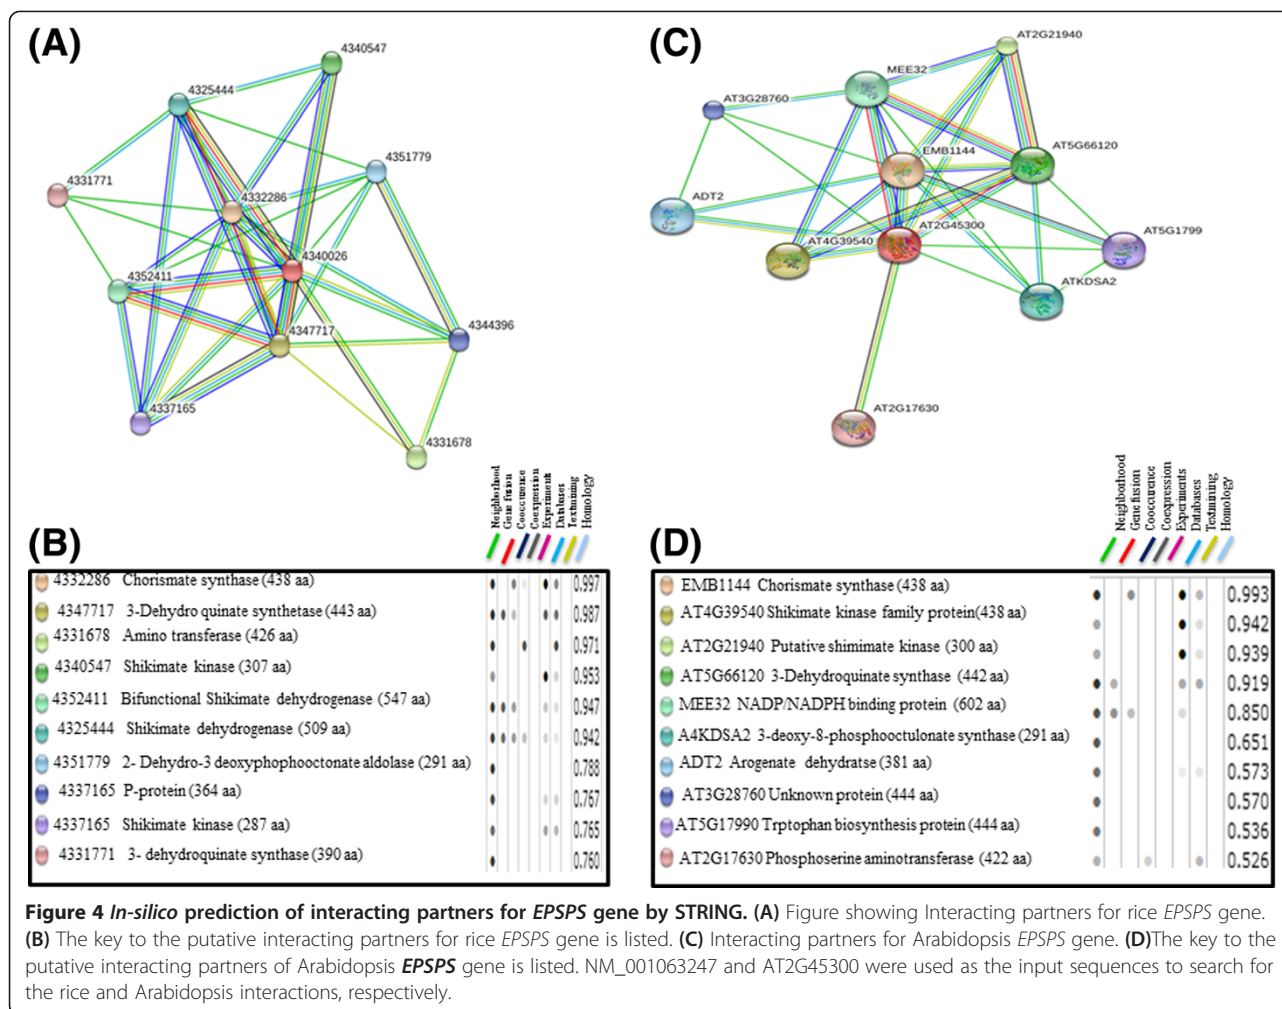 (A)
4340547
4325444
4351779
4331771
4332286
4340026
4352411
4347717
4344396
4337165
4331678
(C)
AT2G21940
MEE32
AT3G28760
AT5G66120
EMB1144
ADT2
AT2G45300
AT4G39540
AT5G1799
ATKDSA2
AT2G17630
(B)
Neighborhood
Gene fusion
Cooccurence
Coexpression
Experiments
Databases
Textmining
Homology
4332286 Chorismate synthase (438 aa) 0.997
4347717 3-Dehydro quinate synthetase (443 aa) 0.987
4331678 Amino transferase (426 aa) 0.971
4340547 Shikimate kinase (307 aa) 0.953
4352411 Bifunctional Shikimate dehydrogenase (547 aa) 0.947
4325444 Shikimate dehydrogenase (509 aa) 0.942
4351779 2- Dehydro-3 deoxyphophooctonate aldolase (291 aa) 0.788
4337165 P-protein (364 aa) 0.767
4337165 Shikimate kinase (287 aa) 0.765
4331771 3- dehydroquinate synthase (390 aa) 0.760
(D)
Neighborhood
Gene fusion
Cooccurence
Coexpression
Experiments
Databases
Textmining
Homology
EMB1144 Chorismate synthase (438 aa) 0.993
AT4G39540 Shikimate kinase family protein(438 aa) 0.942
AT2G21940 Putative shimimate kinase (300 aa) 0.939
AT5G66120 3-Dehydroquinate synthase (442 aa) 0.919
MEE32 NADP/NADPH binding protein (602 aa) 0.850
A4KDSA2 3-deoxy-8-phosphooctulonate synthase (291 aa) 0.651
ADT2 Arogenate dehydratse (381 aa) 0.573
AT3G28760 Unknown protein (444 aa) 0.570
AT5G17990 Trptophan biosynthesis protein (444 aa) 0.536
AT2G17630 Phosphoserine aminotransferase (422 aa) 0.526
Figure 4 In-silico prediction of interacting partners for EPSPS gene by STRING. (A) Figure showing Interacting partners for rice EPSPS gene.
(B) The key to the putative interacting partners for rice EPSPS gene is listed. (C) Interacting partners for Arabidopsis EPSPS gene. (D)The key to the
putative interacting partners of Arabidopsis EPSPS gene is listed. NM_001063247 and AT2G45300 were used as the input sequences to search for
the rice and Arabidopsis interactions, respectively.